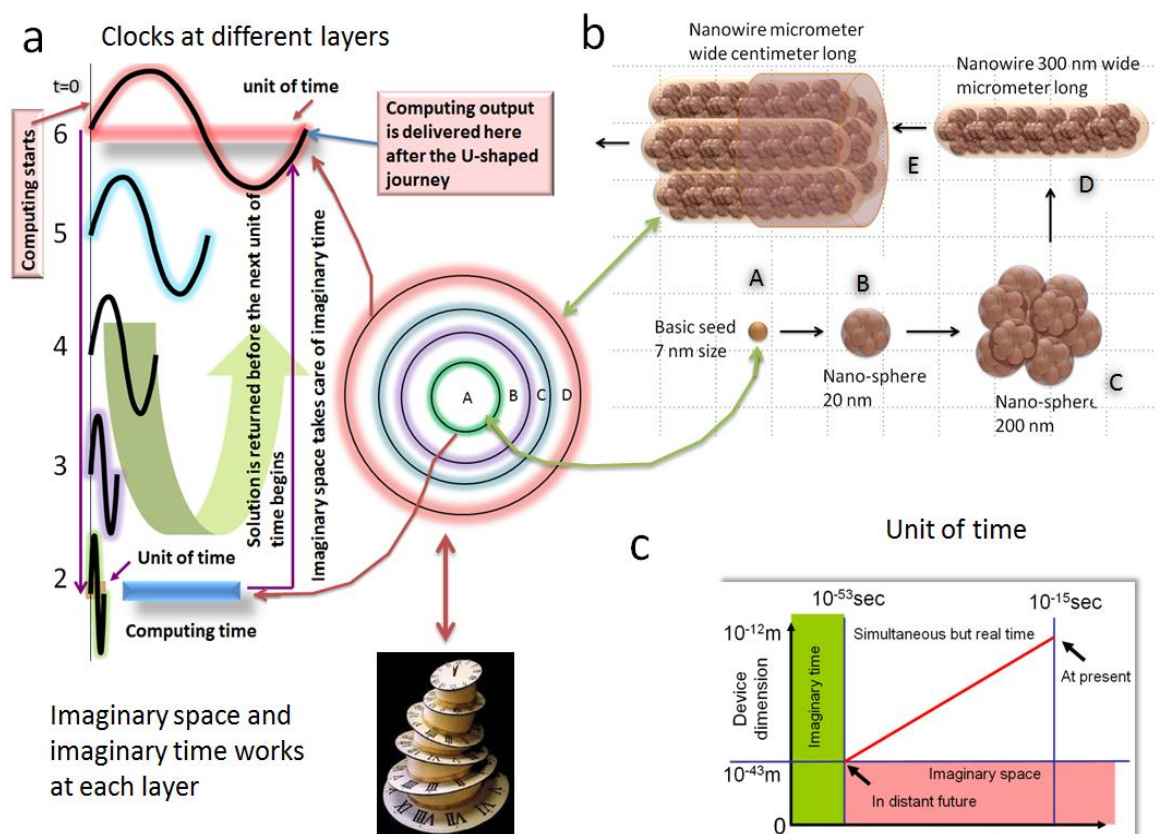 a
Clocks at different layers
t=0
6
5
4
3
2
Computing starts
unit of time
Computing output
is delivered here
after the U-shaped
journey
Solution is returned before the next unit of
time begins
Imaginary space takes care of imaginary time
Unit of time
Computing time
Imaginary space and
imaginary time works
at each layer
A
B
C
D
b
Nanowire micrometer
wide centimeter long
Nanowire 300 nm wide
micrometer long
E
D
A
B
Basic seed
7 nm size
Nano-sphere
20 nm
C
Nano-sphere
200 nm
c
Unit of time
10⁻⁵³sec
10⁻¹⁵sec
10⁻¹²m
Simultaneous but real time
At present
Device
dimension
Imaginary time
10⁻⁴³m
Imaginary space
In distant future
0